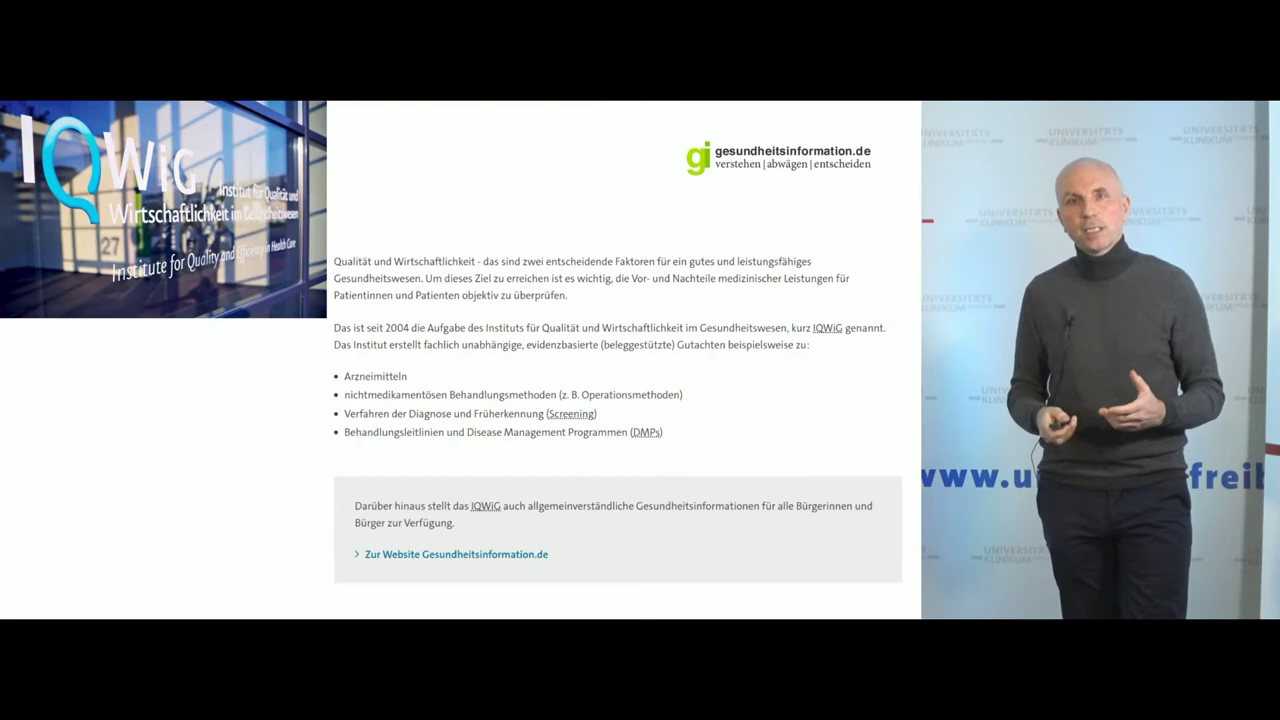 IQWiG
Institut für Qualität und
Wirtschaftlichkeit im Gesundheitswesen
27
Institute for Quality and Efficiency in Health Care
gi gesundheitsinformation.de
verstehen | abwägen | entscheiden
Qualität und Wirtschaftlichkeit - das sind zwei entscheidende Faktoren für ein gutes und leistungsfähiges
Gesundheitswesen. Um dieses Ziel zu erreichen ist es wichtig, die Vor- und Nachteile medizinischer Leistungen für
Patientinnen und Patienten objektiv zu überprüfen.
Das ist seit 2004 die Aufgabe des Instituts für Qualität und Wirtschaftlichkeit im Gesundheitswesen, kurz IQWiG genannt.
Das Institut erstellt fachlich unabhängige, evidenzbasierte (beleggestützte) Gutachten beispielsweise zu:
• Arzneimitteln
• nichtmedikamentösen Behandlungsmethoden (z. B. Operationsmethoden)
• Verfahren der Diagnose und Früherkennung (Screening)
• Behandlungsleitlinien und Disease Management Programmen (DMPs)
Darüber hinaus stellt das IQWiG auch allgemeinverständliche Gesundheitsinformationen für alle Bürgerinnen und
Bürger zur Verfügung.
> Zur Website Gesundheitsinformation.de
UNIVERSITÄTS
KLINIKUM
www.u
freib